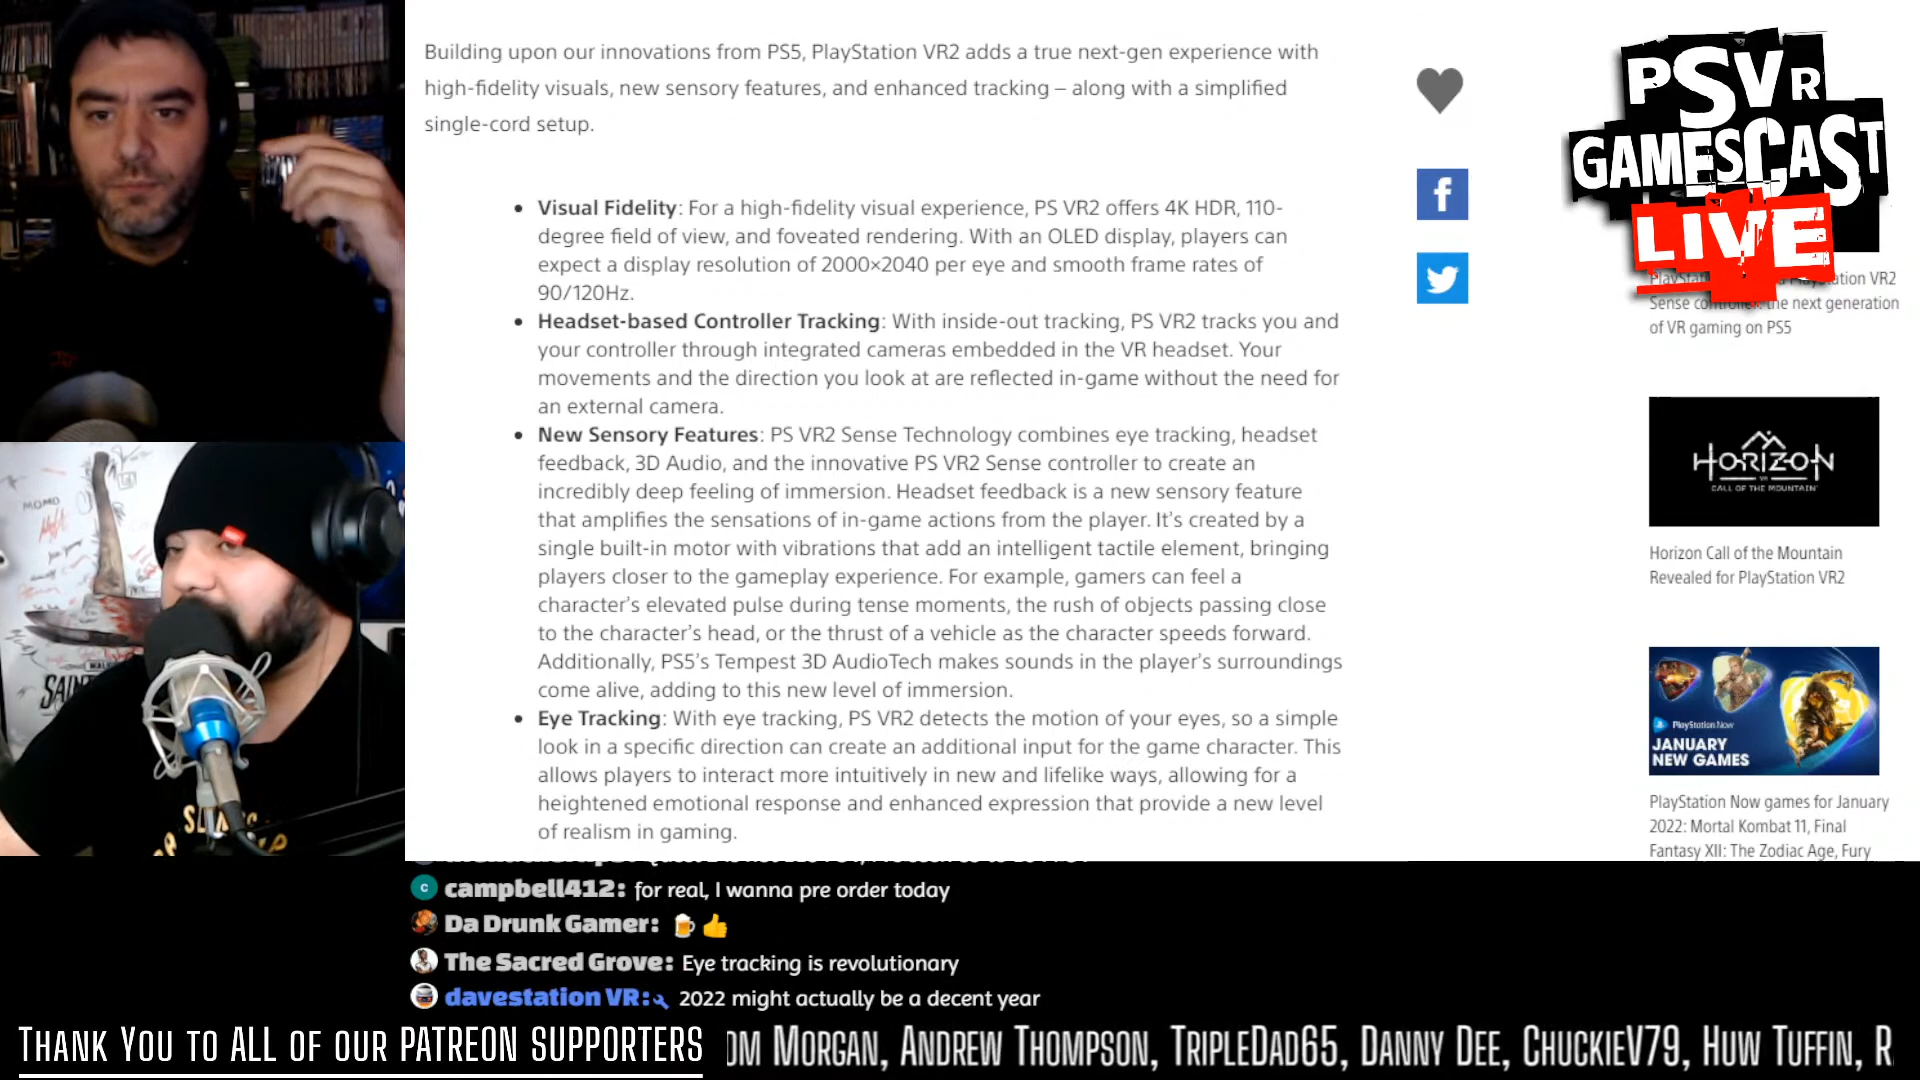 Building upon our innovations from PS5, PlayStation VR2 adds a true next-gen experience with
high-fidelity visuals, new sensory features, and enhanced tracking – along with a simplified
single-cord setup.
Visual Fidelity: For a high-fidelity visual experience, PS VR2 offers 4K HDR, 110-
degree field of view, and foveated rendering. With an OLED display, players can
expect a display resolution of 2000×2040 per eye and smooth frame rates of
90/120Hz.
Headset-based Controller Tracking: With inside-out tracking, PS VR2 tracks you and
your controller through integrated cameras embedded in the VR headset. Your
movements and the direction you look at are reflected in-game without the need for
an external camera.
New Sensory Features: PS VR2 Sense Technology combines eye tracking, headset
feedback, 3D Audio, and the innovative PS VR2 Sense controller to create an
incredibly deep feeling of immersion. Headset feedback is a new sensory feature
that amplifies the sensations of in-game actions from the player. It’s created by a
single built-in motor with vibrations that add an intelligent tactile element, bringing
players closer to the gameplay experience. For example, gamers can feel a
character’s elevated pulse during tense moments, the rush of objects passing close
to the character’s head, or the thrust of a vehicle as the character speeds forward.
Additionally, PS5’s Tempest 3D AudioTech makes sounds in the player’s surroundings
come alive, adding to this new level of immersion.
Eye Tracking: With eye tracking, PS VR2 detects the motion of your eyes, so a simple
look in a specific direction can create an additional input for the game character. This
allows players to interact more intuitively in new and lifelike ways, allowing for a
heightened emotional response and enhanced expression that provide a new level
of realism in gaming.
PSVR
GAMESCAST
LIVE
VR2
Sense the next generation
of VR gaming on PS5
HORIZON
VR
CALL OF THE MOUNTAIN
Horizon Call of the Mountain
Revealed for PlayStation VR2
PlayStation Now
JANUARY
NEW GAMES
PlayStation Now games for January
2022: Mortal Kombat 11, Final
Fantasy XII: The Zodiac Age, Fury
MOMO
campbell412: for real, I wanna pre order today
Da Drunk Gamer: 🍺👍
The Sacred Grove: Eye tracking is revolutionary
davestation VR: 2022 might actually be a decent year
THANK YOU TO ALL OF OUR PATREON SUPPORTERS
OM MORGAN, ANDREW THOMPSON, TRIPLEDAD65, DANNY DEE, CHUCKIEV79, HUW TUFFIN, R